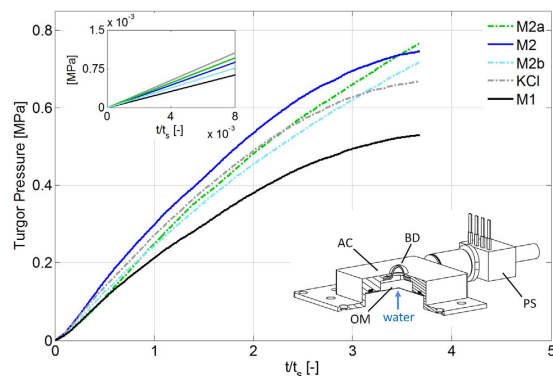 1.5 x 10⁻³
0.75
0
[MPa]
0 4 8
t/tₛ [-] x 10⁻³
M2a
M2
M2b
KCl
M1
0.8
0.6
0.4
0.2
0
Turgor Pressure [MPa]
AC
BD
OM
water
PS
0 1 2 3 4 5
t/tₛ [-]